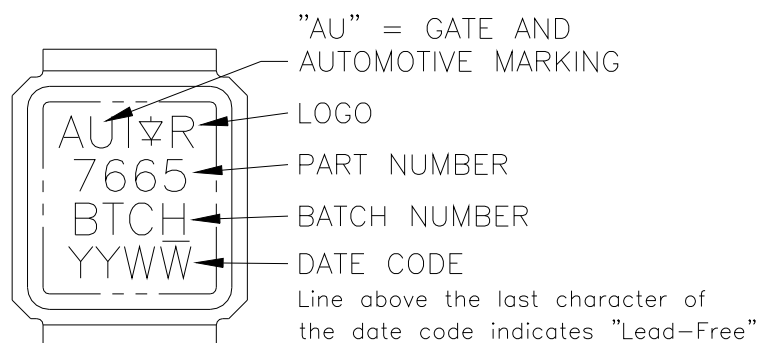 "AU" = GATE AND
AUTOMOTIVE MARKING
AUI R
LOGO
7665
PART NUMBER
BTCH
BATCH NUMBER
YYWW̅
DATE CODE
Line above the last character of
the date code indicates "Lead-Free"